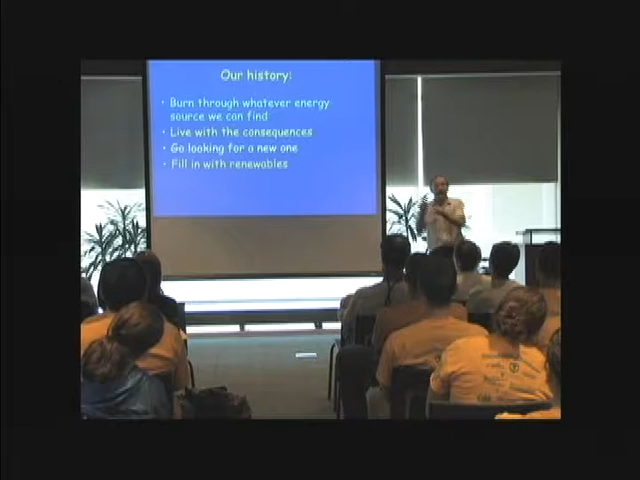 Our history:
• Burn through whatever energy
source we can find
• Live with the consequences
• Go looking for a new one
• Fill in with renewables